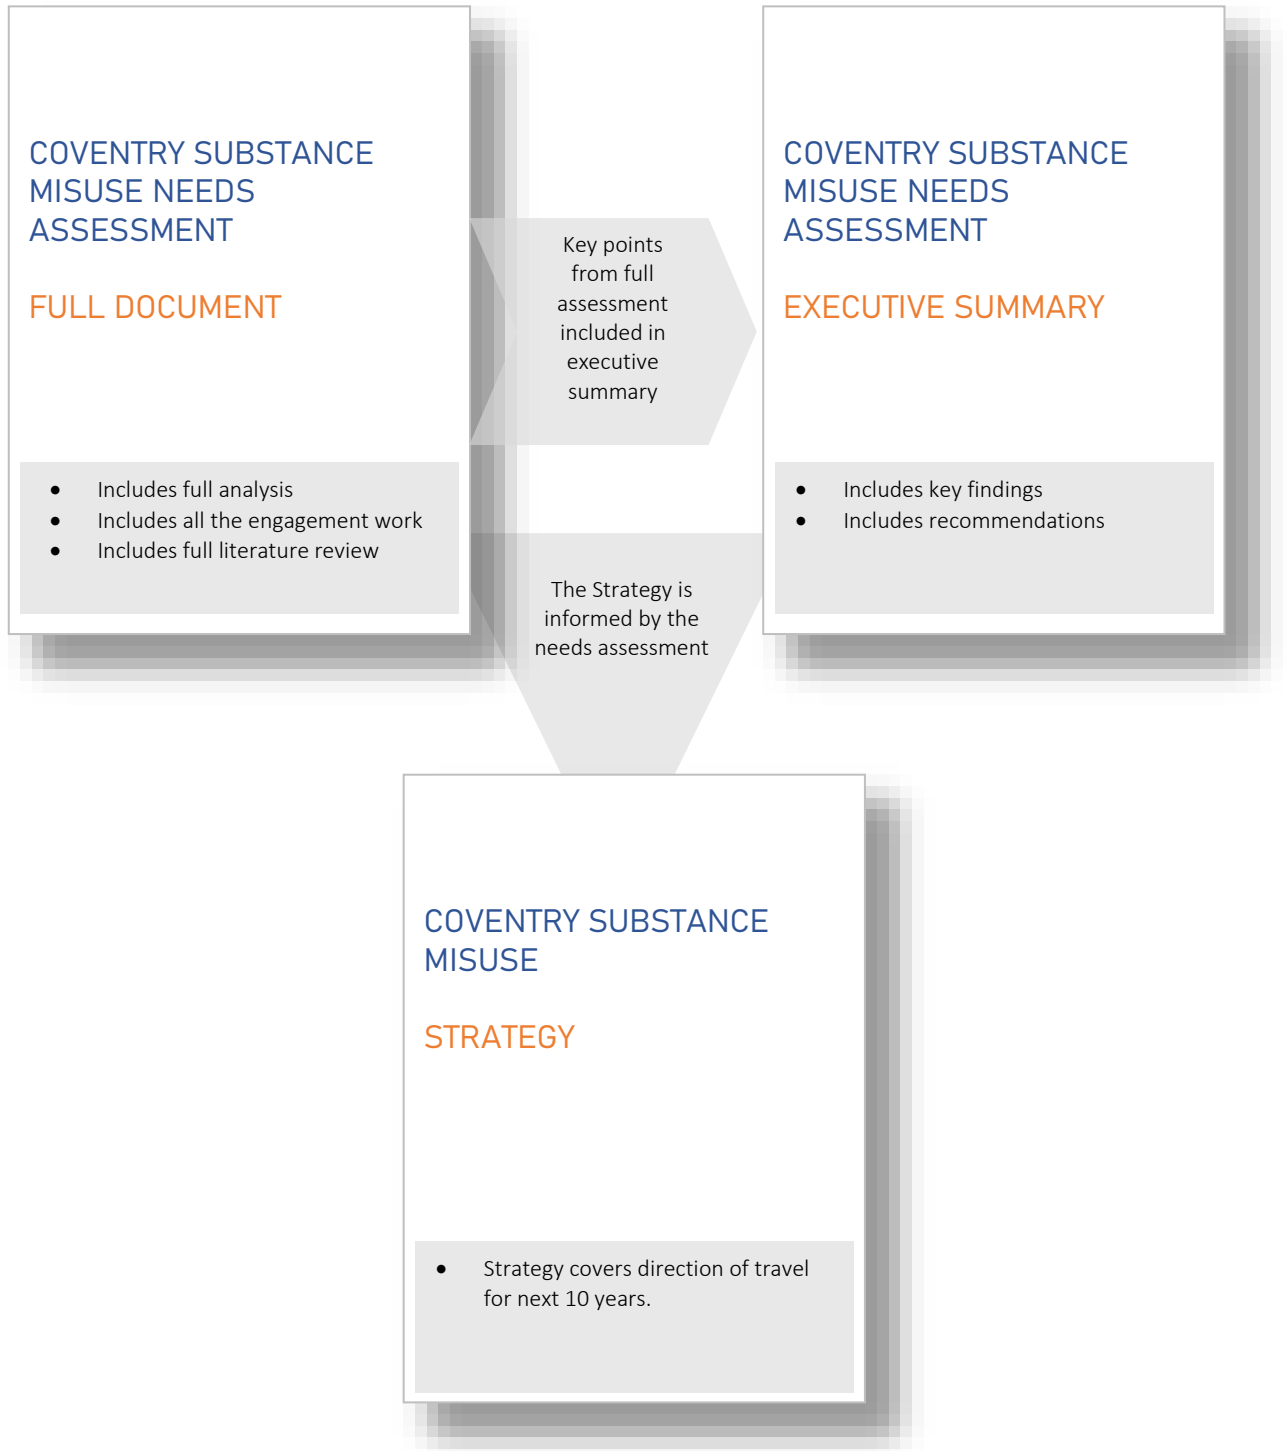 COVENTRY SUBSTANCE
MISUSE NEEDS
ASSESSMENT
FULL DOCUMENT
• Includes full analysis
• Includes all the engagement work
• Includes full literature review
Key points
from full
assessment
included in
executive
summary
COVENTRY SUBSTANCE
MISUSE NEEDS
ASSESSMENT
EXECUTIVE SUMMARY
• Includes key findings
• Includes recommendations
The Strategy is
informed by the
needs assessment
COVENTRY SUBSTANCE
MISUSE
STRATEGY
• Strategy covers direction of travel
for next 10 years.